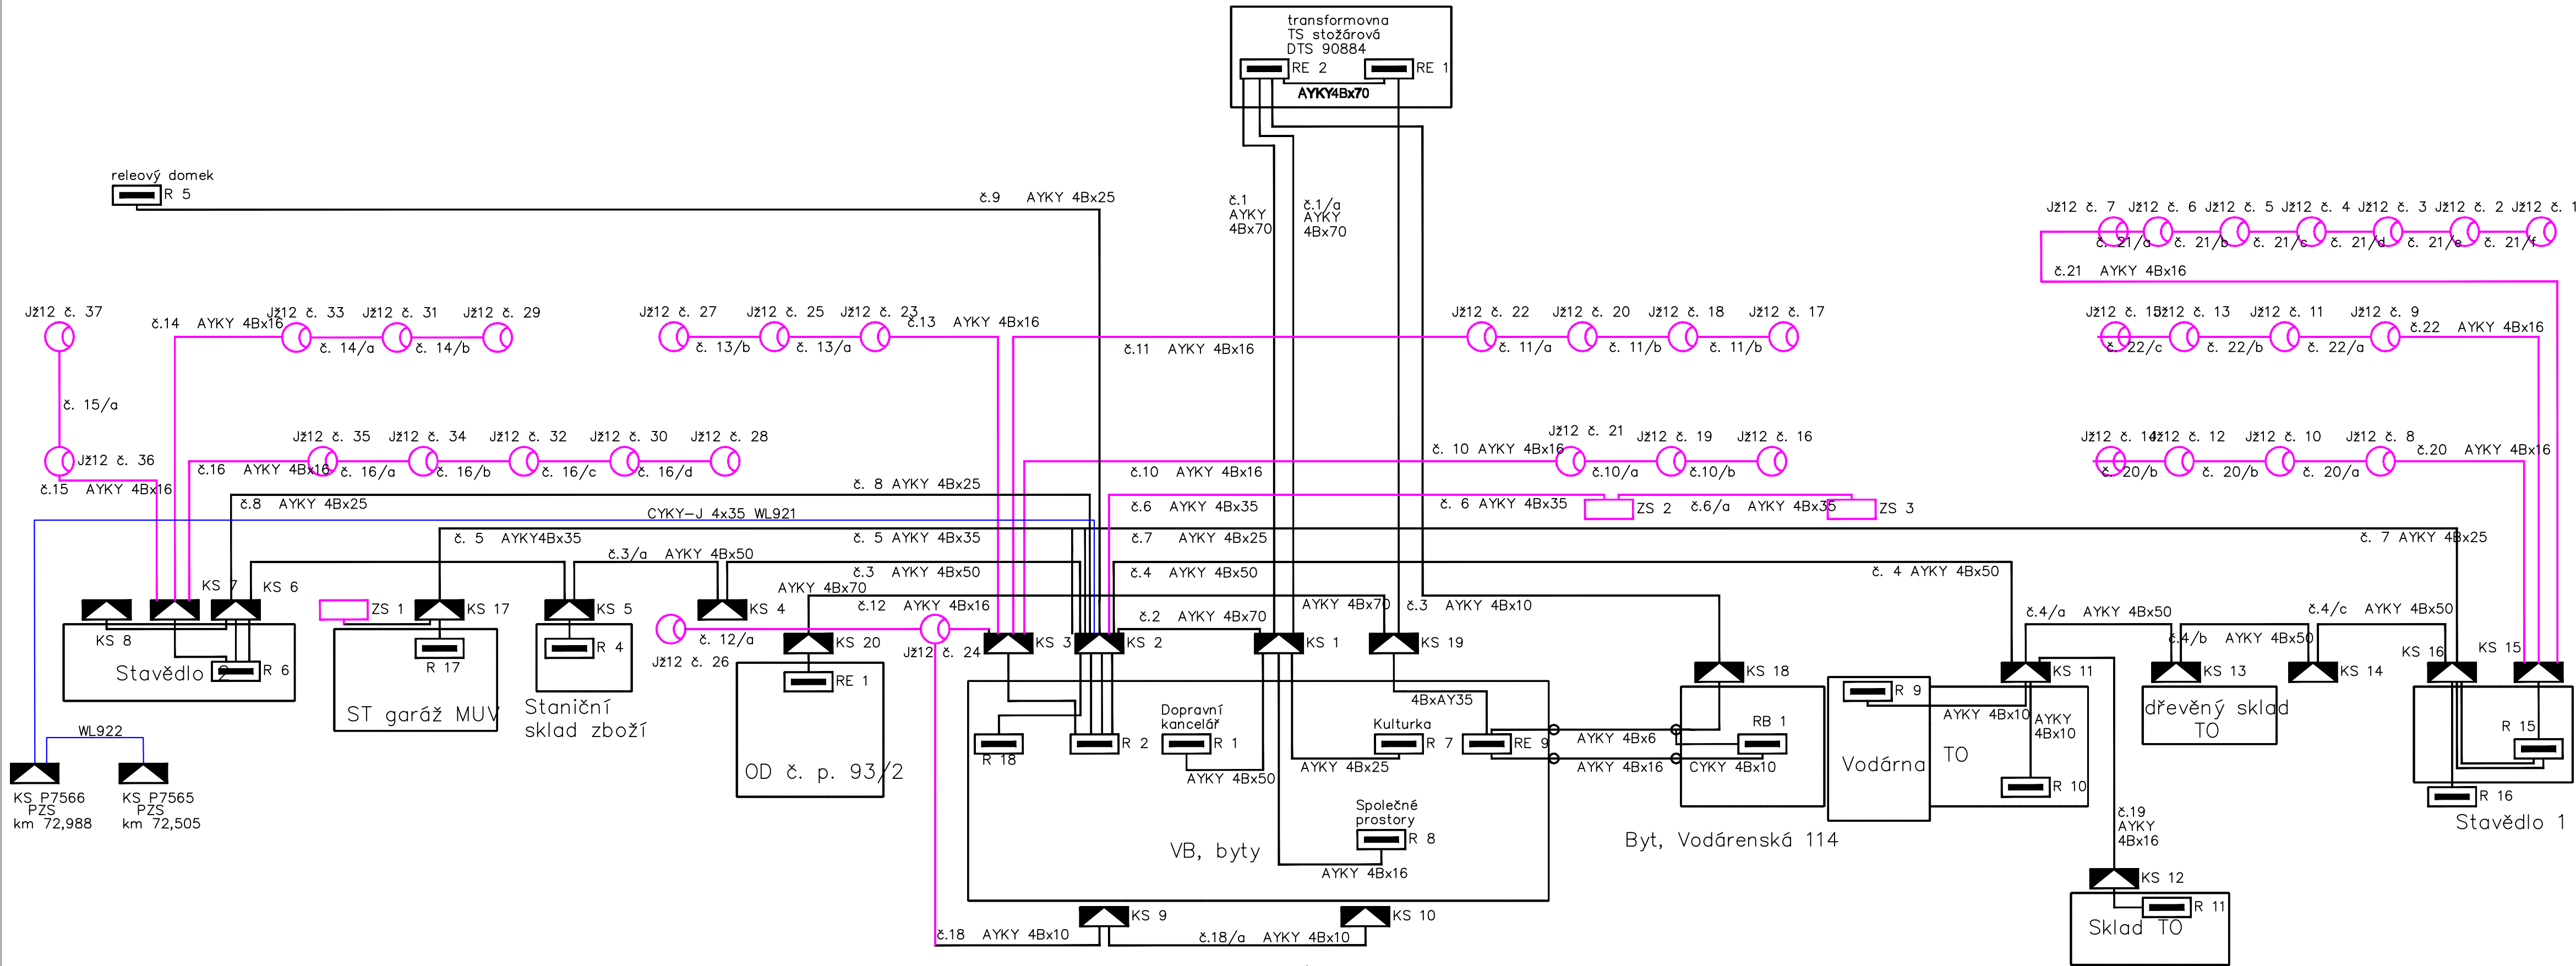 transformovna
TS stožárová
DTS 90884
RE 2
RE 1
AYKY4Bx70
releový domek
R 5
č.9 AYKY 4Bx25
č.1
AYKY
4Bx70
č.1/a
AYKY
4Bx70
Jž12 č. 7
Jž12 č. 6
Jž12 č. 5
Jž12 č. 4
Jž12 č. 3
Jž12 č. 2
Jž12 č. 1
č. 21/a
č. 21/b
č. 21/c
č. 21/d
č. 21/e
č. 21/f
č.21 AYKY 4Bx16
Jž12 č. 37
č.14 AYKY 4Bx16
Jž12 č. 33
Jž12 č. 31
Jž12 č. 29
č. 14/a
č. 14/b
Jž12 č. 27
Jž12 č. 25
Jž12 č. 23
č.13 AYKY 4Bx16
č. 13/b
č. 13/a
č.11 AYKY 4Bx16
Jž12 č. 22
Jž12 č. 20
Jž12 č. 18
Jž12 č. 17
č. 11/a
č. 11/b
č. 11/b
Jž12 č. 15
Jž12 č. 13
Jž12 č. 11
Jž12 č. 9
č.22 AYKY 4Bx16
č. 22/c
č. 22/b
č. 22/a
č. 15/a
Jž12 č. 36
č.15 AYKY 4Bx16
Jž12 č. 35
Jž12 č. 34
Jž12 č. 32
Jž12 č. 30
Jž12 č. 28
č.16 AYKY 4Bx16
č. 16/a
č. 16/b
č. 16/c
č. 16/d
Jž12 č. 21
Jž12 č. 19
Jž12 č. 16
č. 10 AYKY 4Bx16
č.10 AYKY 4Bx16
č.10/a
č.10/b
Jž12 č. 14
Jž12 č. 12
Jž12 č. 10
Jž12 č. 8
č.20 AYKY 4Bx16
č. 20/b
č. 20/b
č. 20/a
č. 8 AYKY 4Bx25
č.8 AYKY 4Bx25
CYKY-J 4x35 WL921
č.6 AYKY 4Bx35
č. 6 AYKY 4Bx35
ZS 2
č.6/a AYKY 4Bx35
ZS 3
č. 5 AYKY4Bx35
č. 5 AYKY 4Bx35
č.7 AYKY 4Bx25
č. 7 AYKY 4Bx25
č.3/a AYKY 4Bx50
č.3 AYKY 4Bx50
č.4 AYKY 4Bx50
č. 4 AYKY 4Bx50
KS 7
KS 6
AYKY 4Bx70
ZS 1
KS 17
KS 5
KS 4
č.12 AYKY 4Bx16
č.2 AYKY 4Bx70
AYKY 4Bx70
č.3 AYKY 4Bx10
č.4/a AYKY 4Bx50
č.4/c AYKY 4Bx50
č.4/b AYKY 4Bx50
KS 8
Stavědlo 2
R 6
R 17
R 4
č. 12/a
Jž12 č. 26
KS 20
Jž12 č. 24
KS 3
KS 2
KS 1
KS 19
KS 18
KS 11
KS 13
KS 14
KS 16
KS 15
RE 1
4BxAY35
R 9
AYKY 4Bx10
AYKY
4Bx10
ST garáž MUV
Staniční
sklad zboží
Dopravní
kancelář
R 1
Kulturka
R 7
RE 9
RB 1
dřevěný sklad
TO
R 15
WL922
R 18
R 2
AYKY 4Bx50
AYKY 4Bx25
AYKY 4Bx6
AYKY 4Bx16
CYKY 4Bx10
Vodárna
TO
R 10
OD č. p. 93/2
KS P7566
PZS
km 72,988
KS P7565
PZS
km 72,505
R 16
Stavědlo 1
Společné
prostory
R 8
VB, byty
AYKY 4Bx16
Byt, Vodárenská 114
č.19
AYKY
4Bx16
KS 12
R 11
Sklad TO
KS 9
KS 10
č.18 AYKY 4Bx10
č.18/a AYKY 4Bx10